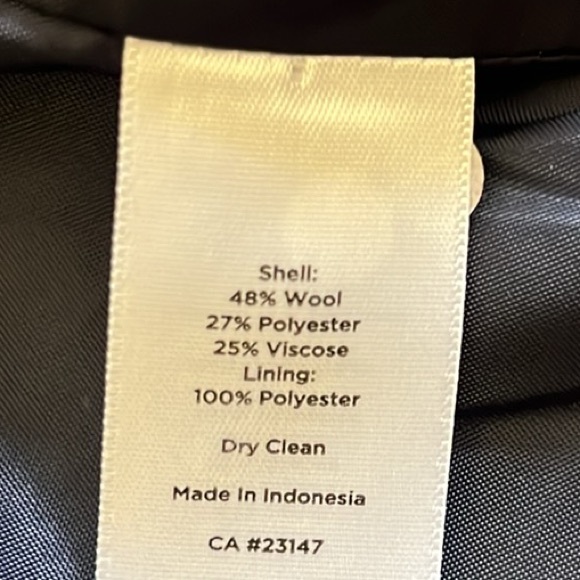 Shell:
48% Wool
27% Polyester
25% Viscose
Lining:
100% Polyester
Dry Clean
Made In Indonesia
CA #23147